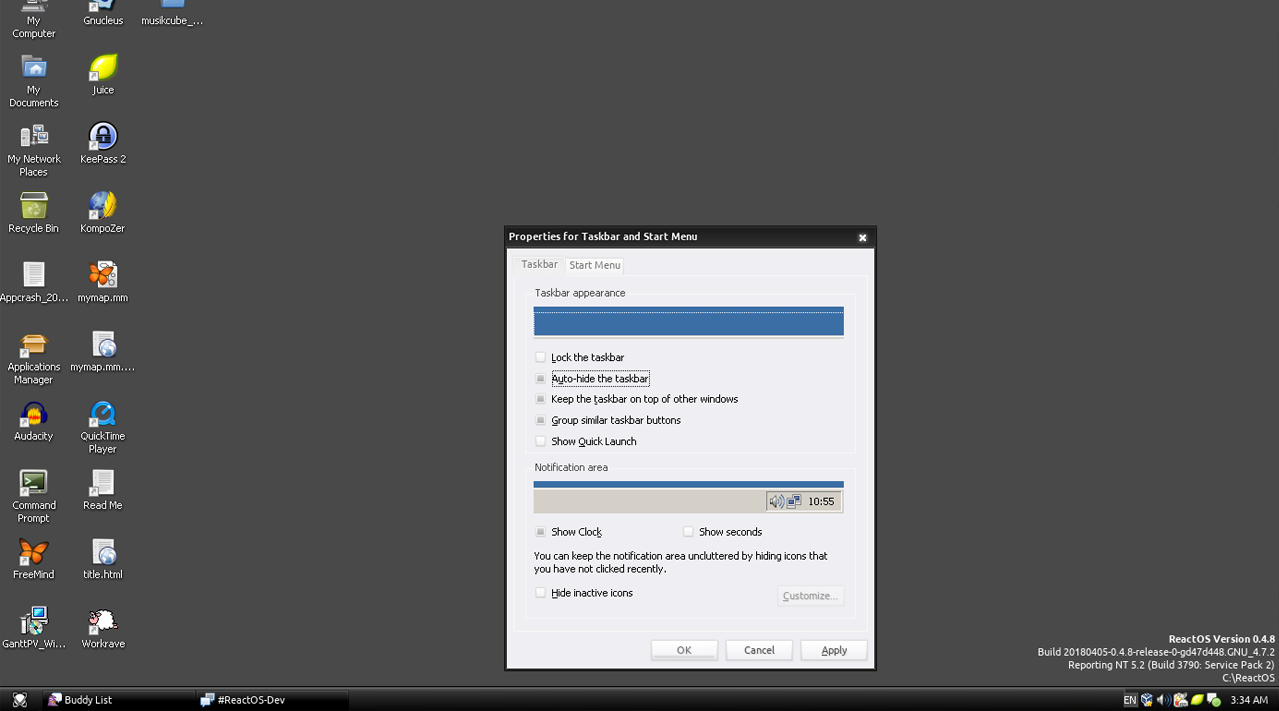 My Computer
Gnucleus
musikcube_...
My Documents
Juice
My Network Places
KeePass 2
Recycle Bin
KompoZer
Appcrash_20...
mymap.mm
Applications Manager
mymap.mm....
Audacity
QuickTime Player
Command Prompt
Read Me
FreeMind
title.html
GanttPV_Wi...
Workrave
Properties for Taskbar and Start Menu
Taskbar
Start Menu
Taskbar appearance
Lock the taskbar
Auto-hide the taskbar
Keep the taskbar on top of other windows
Group similar taskbar buttons
Show Quick Launch
Notification area
10:55
Show Clock
Show seconds
You can keep the notification area uncluttered by hiding icons that
you have not clicked recently.
Hide inactive icons
Customize...
OK
Cancel
Apply
ReactOS Version 0.4.8
Build 20180405-0.4.8-release-0-gd47d448.GNU_4.7.2
Reporting NT 5.2 (Build 3790: Service Pack 2)
C:\ReactOS
Buddy List
#ReactOS-Dev
EN
3:34 AM